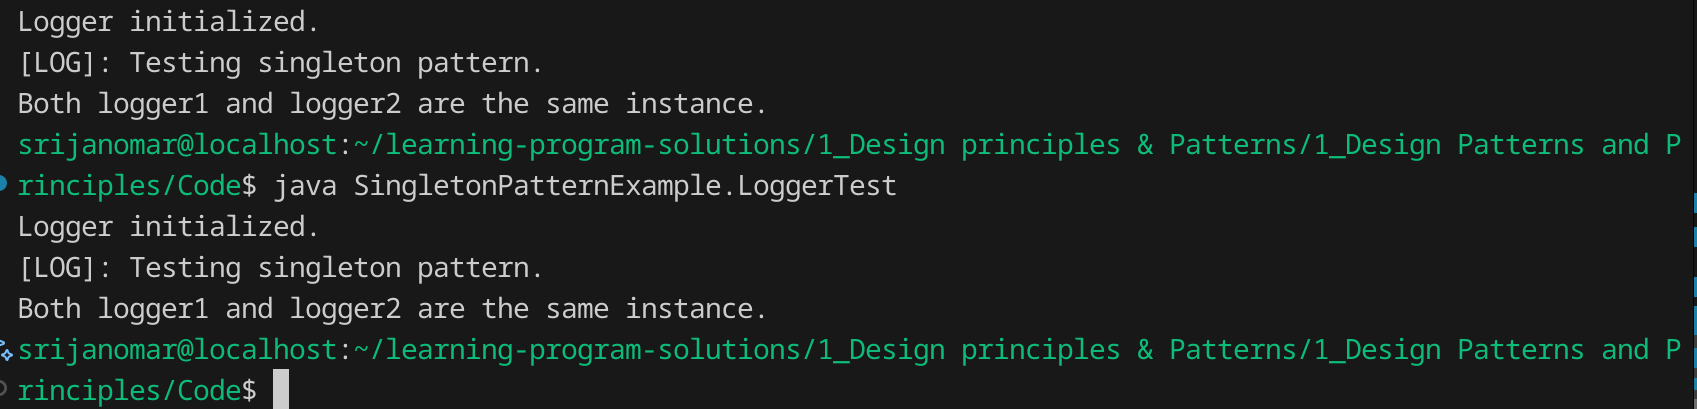 Logger initialized.
[LOG]: Testing singleton pattern.
Both logger1 and logger2 are the same instance.
srijanomar@localhost:~/learning-program-solutions/1_Design principles & Patterns/1_Design Patterns and P
rinciples/Code$ java SingletonPatternExample.LoggerTest
Logger initialized.
[LOG]: Testing singleton pattern.
Both logger1 and logger2 are the same instance.
srijanomar@localhost:~/learning-program-solutions/1_Design principles & Patterns/1_Design Patterns and P
rinciples/Code$